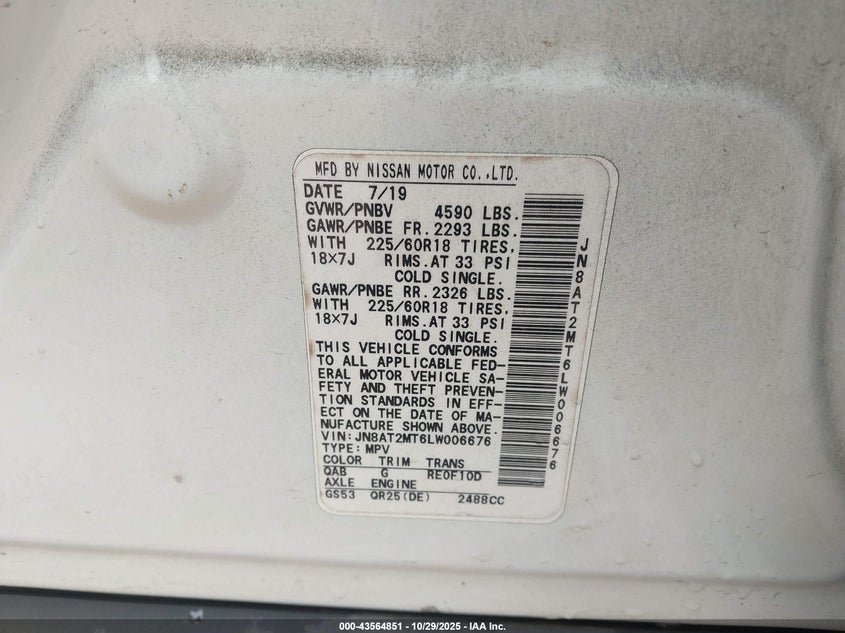 MFD BY NISSAN MOTOR CO.,LTD.
DATE 7/19
GVWR/PNBV 4590 LBS.
GAWR/PNBE FR. 2293 LBS.
WITH 225/60R18 TIRES,
18×7J RIMS.AT 33 PSI
COLD SINGLE.
GAWR/PNBE RR. 2326 LBS.
WITH 225/60R18 TIRES,
18×7J RIMS.AT 33 PSI
COLD SINGLE.
THIS VEHICLE CONFORMS
TO ALL APPLICABLE FED-
ERAL MOTOR VEHICLE SA-
FETY AND THEFT PREVEN-
TION STANDARDS IN EFF-
ECT ON THE DATE OF MA-
NUFACTURE SHOWN ABOVE.
VIN: JN8AT2MT6LW006676
TYPE: MPV
COLOR TRIM TRANS
QAB G RE0F10D
AXLE ENGINE
GS53 QR25(DE) 2488CC
JN8AT2MT6LW006676
000-43564851 | 10/29/2025 - IAA Inc.